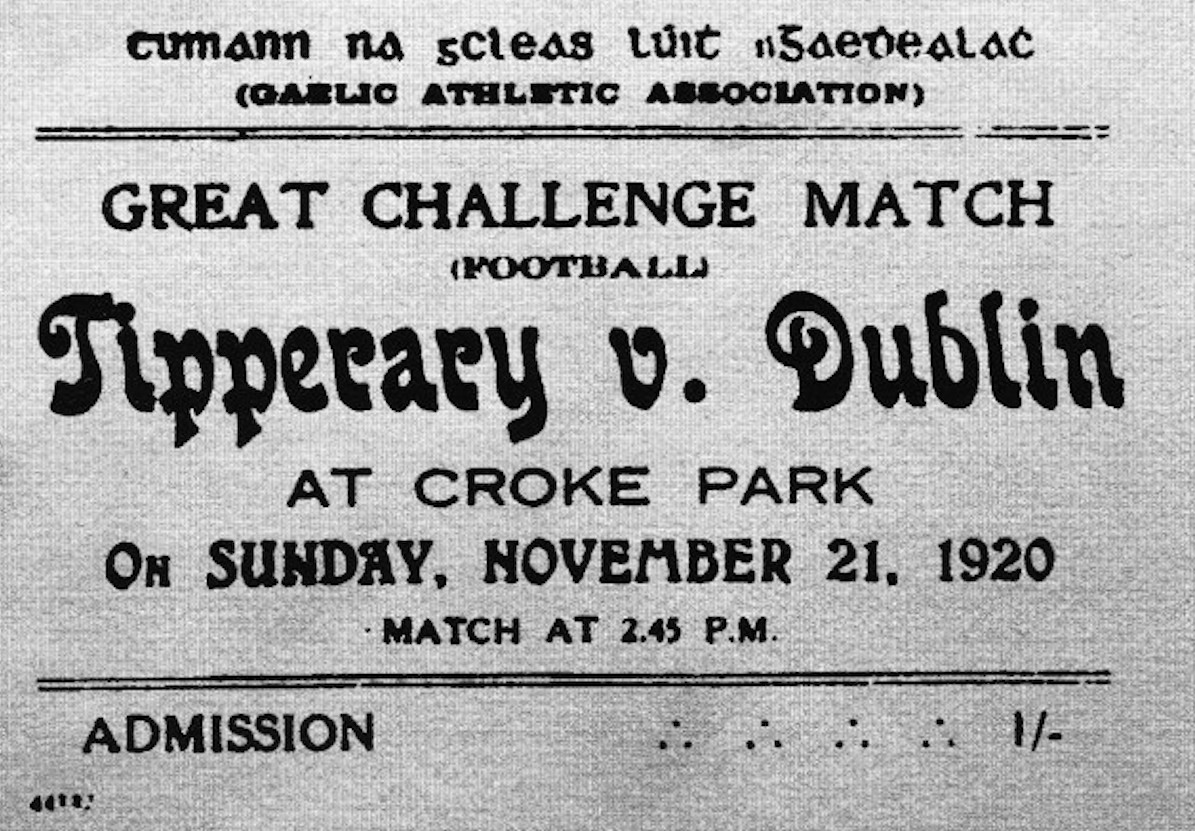 cumann na gcleas lúiṫ nGaeḋealaċ
(GAELIC ATHLETIC ASSOCIATION)
GREAT CHALLENGE MATCH
(FOOTBALL)
Tipperary v. Dublin
AT CROKE PARK
ON SUNDAY, NOVEMBER 21, 1920
MATCH AT 2.45 P.M.
ADMISSION ∴ ∴ ∴ ∴ 1/-